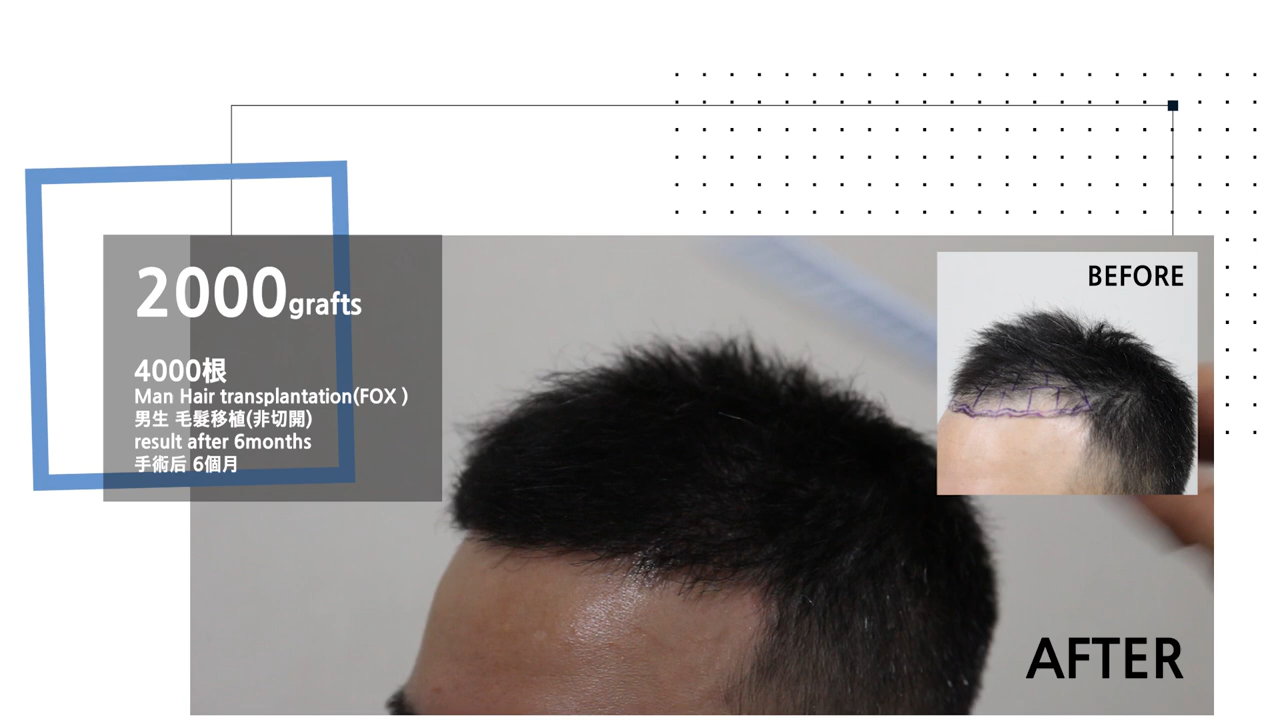 2000grafts
4000根
Man Hair transplantation(FOX )
男生 毛髮移植(非切開)
result after 6months
手術后 6個月
BEFORE
AFTER